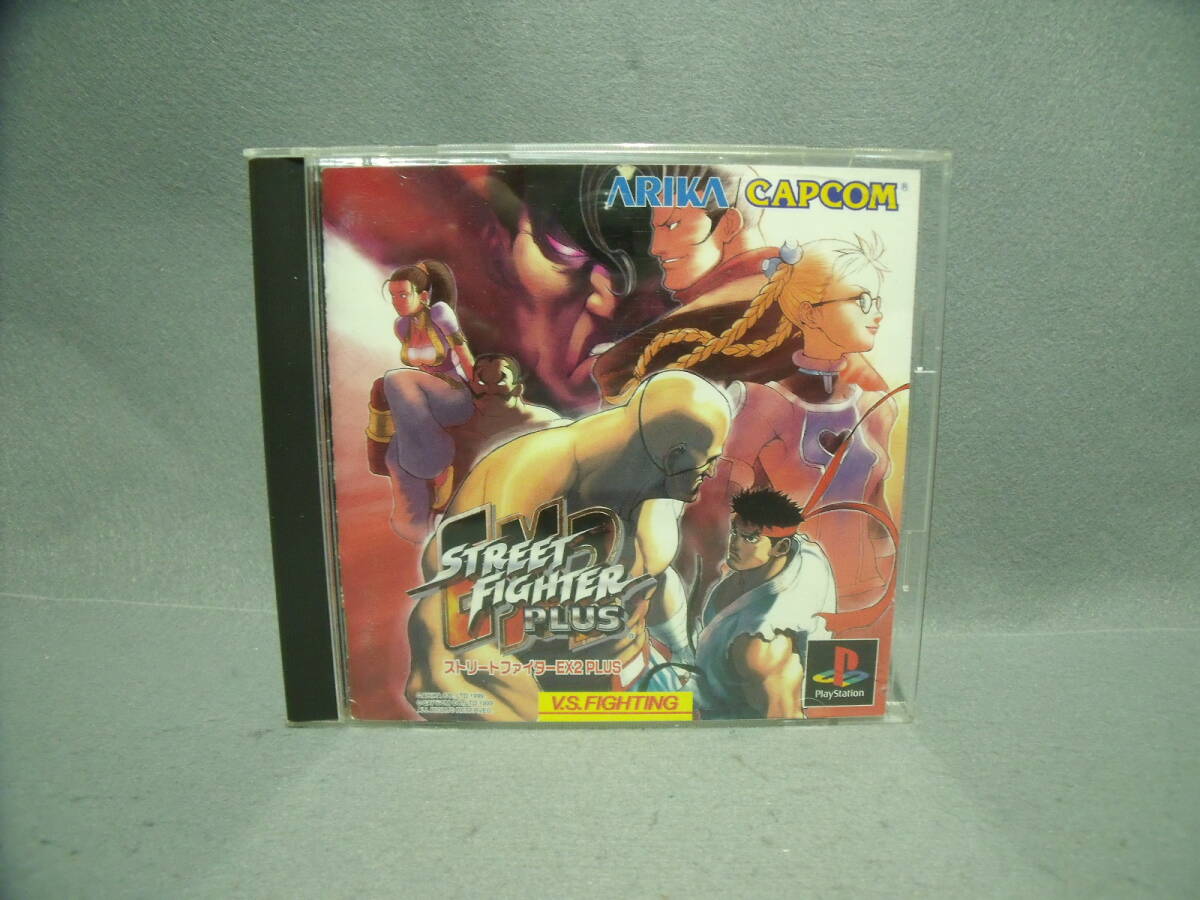 ARIKA CAPCOM®
EX2
STREET
FIGHTER
PLUS®
ストリートファイターEX2 PLUS
V.S. FIGHTING
PlayStation